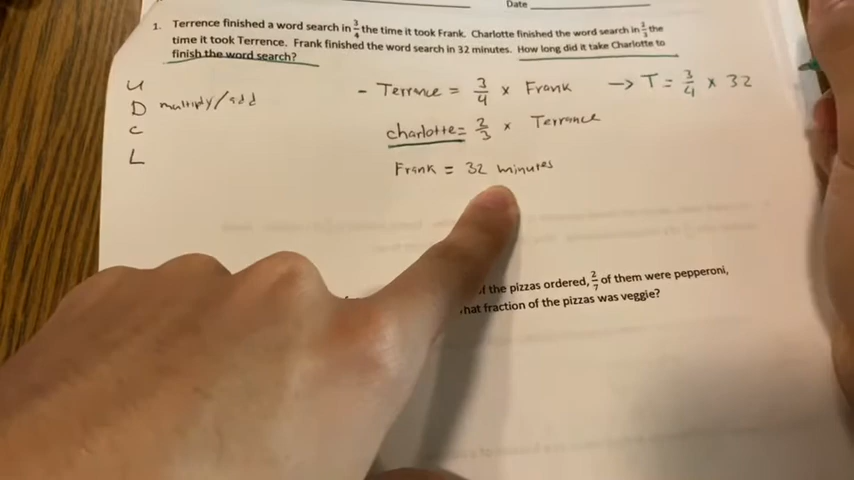 Date
1. Terrence finished a word search in 3/4 the time it took Frank. Charlotte finished the word search in 2/3 the
time it took Terrence. Frank finished the word search in 32 minutes. How long did it take Charlotte to
finish the word search?
U
D multiply/add
C
L
- Terrance = 3/4 × Frank → T = 3/4 × 32
charlotte = 2/3 × Terrance
Frank = 32 minutes
of the pizzas ordered, 2/7 of them were pepperoni,
what fraction of the pizzas was veggie?